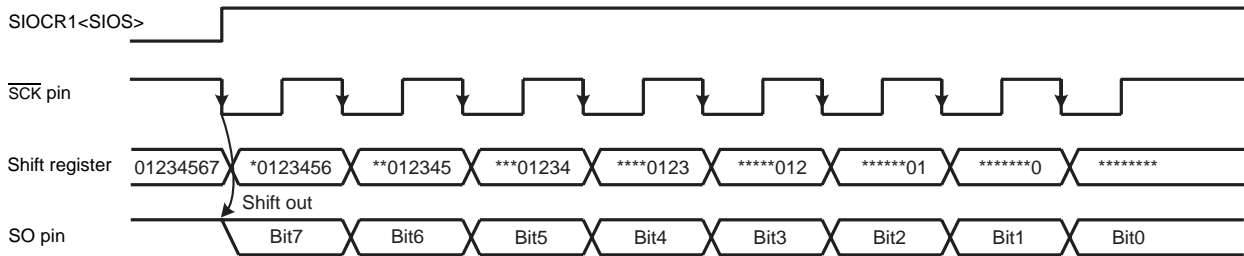 SIOCR1<SIOS>
SCK pin
Shift register 01234567 *0123456 **012345 ***01234 ****0123 *****012 ******01 *******0 ********
Shift out
SO pin Bit7 Bit6 Bit5 Bit4 Bit3 Bit2 Bit1 Bit0